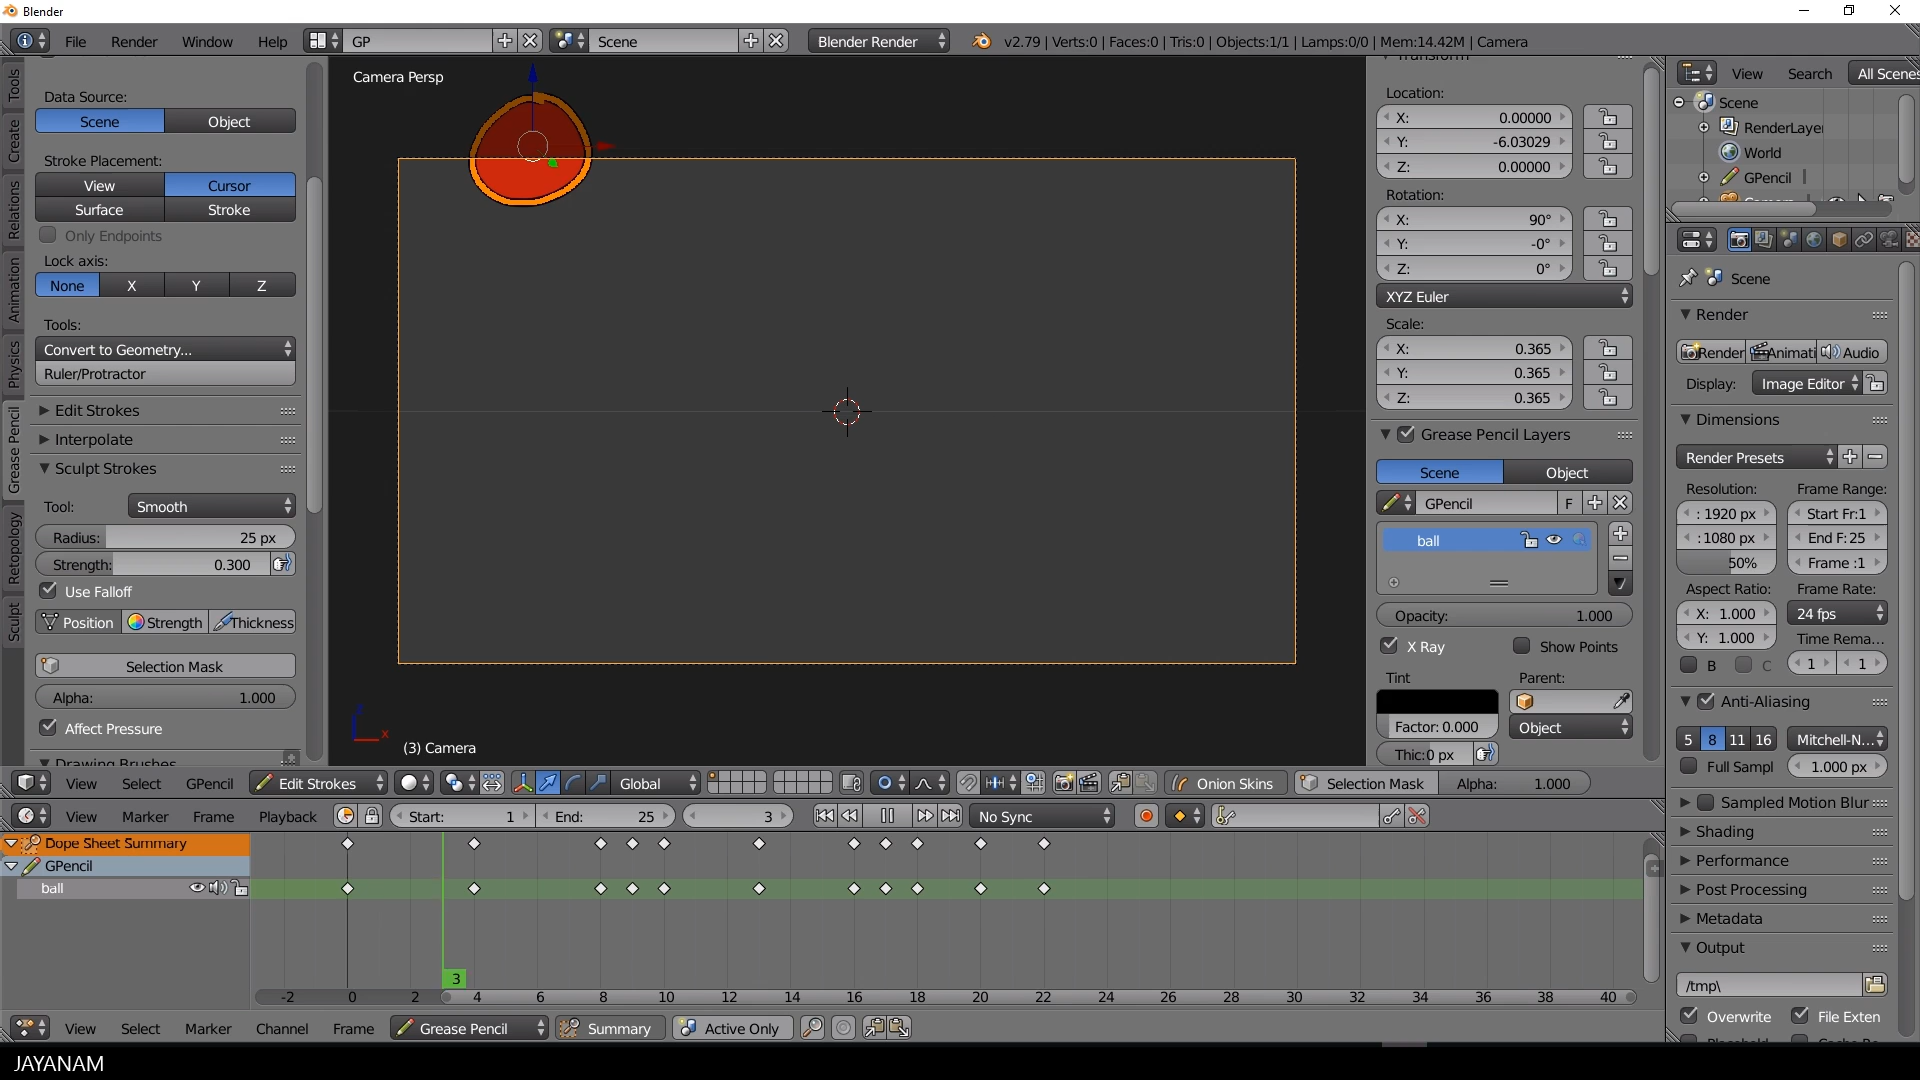 Blender
File Render Window Help GP Scene Blender Render v2.79 | Verts:0 | Faces:0 | Tris:0 | Objects:1/1 | Lamps:0/0 | Mem:14.42M | Camera
Tools
Create
Relations
Animation
Physics
Grease Pencil
Retopology
Sculpt
Data Source:
Scene Object
Stroke Placement:
View Cursor
Surface Stroke
Only Endpoints
Lock axis:
None X Y Z
Tools:
Convert to Geometry...
Ruler/Protractor
Edit Strokes
Interpolate
Sculpt Strokes
Tool: Smooth
Radius: 25 px
Strength: 0.300
Use Falloff
Position Strength Thickness
Selection Mask
Alpha: 1.000
Affect Pressure
Drawing Brushes
Camera Persp
x
(3) Camera
Transform
Location:
X: 0.00000
Y: -6.03029
Z: 0.00000
Rotation:
X: 90°
Y: -0°
Z: 0°
XYZ Euler
Scale:
X: 0.365
Y: 0.365
Z: 0.365
Grease Pencil Layers
Scene Object
GPencil F
ball
Opacity: 1.000
X Ray Show Points
Tint Parent:
Factor: 0.000 Object
Thic:0 px
View Search All Scenes
Scene
RenderLayer
World
GPencil
Scene
Render
Render Animati Audio
Display: Image Editor
Dimensions
Render Presets
Resolution: Frame Range:
: 1920 px Start Fr:1
:1080 px End F:25
50% Frame :1
Aspect Ratio: Frame Rate:
X: 1.000 24 fps
Y: 1.000 Time Rema...
B C 1 1
Anti-Aliasing
5 8 11 16 Mitchell-N...
Full Sampl 1.000 px
Sampled Motion Blur
Shading
Performance
Post Processing
Metadata
Output
/tmp\
Overwrite File Exten
View Select GPencil Edit Strokes Global Onion Skins Selection Mask Alpha: 1.000
View Marker Frame Playback Start: 1 End: 25 3 No Sync
Dope Sheet Summary
GPencil
ball
3
-2 0 2 4 6 8 10 12 14 16 18 20 22 24 26 28 30 32 34 36 38 40
View Select Marker Channel Frame Grease Pencil Summary Active Only
JAYANAM